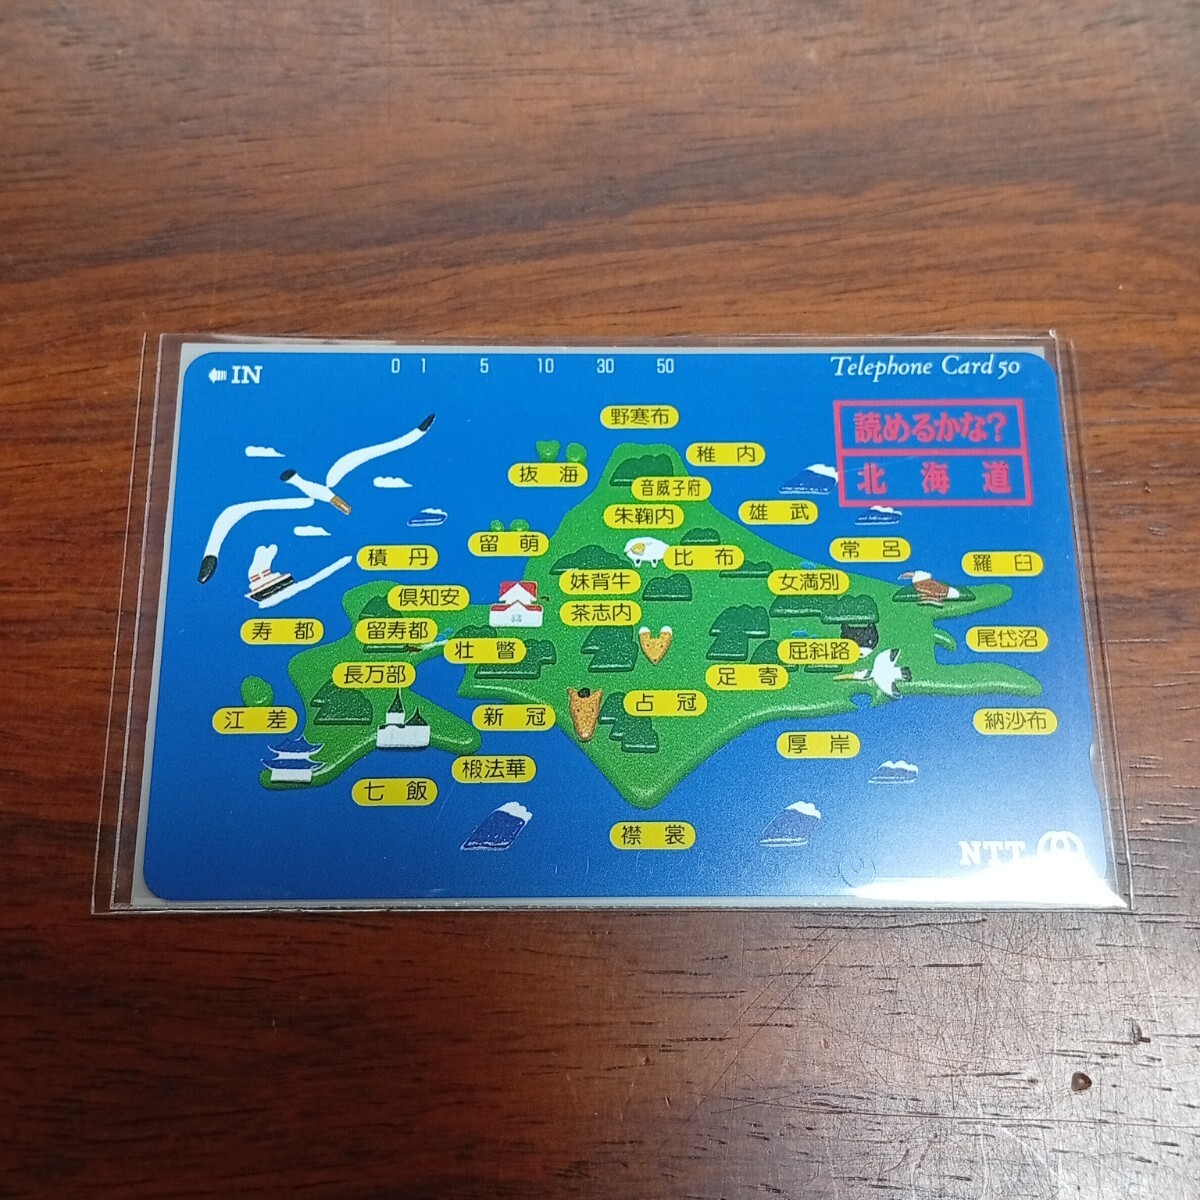 IN
0 1 5 10 30 50
Telephone Card 50
読めるかな?
北海道
野寒布
稚内
抜海
音威子府
朱鞠内
雄武
留萌
比布
常呂
羅臼
積丹
妹背牛
女満別
倶知安
茶志内
寿都
留寿都
壮瞥
屈斜路
尾岱沼
長万部
足寄
江差
新冠
占冠
納沙布
厚岸
椴法華
七飯
襟裳
NTT